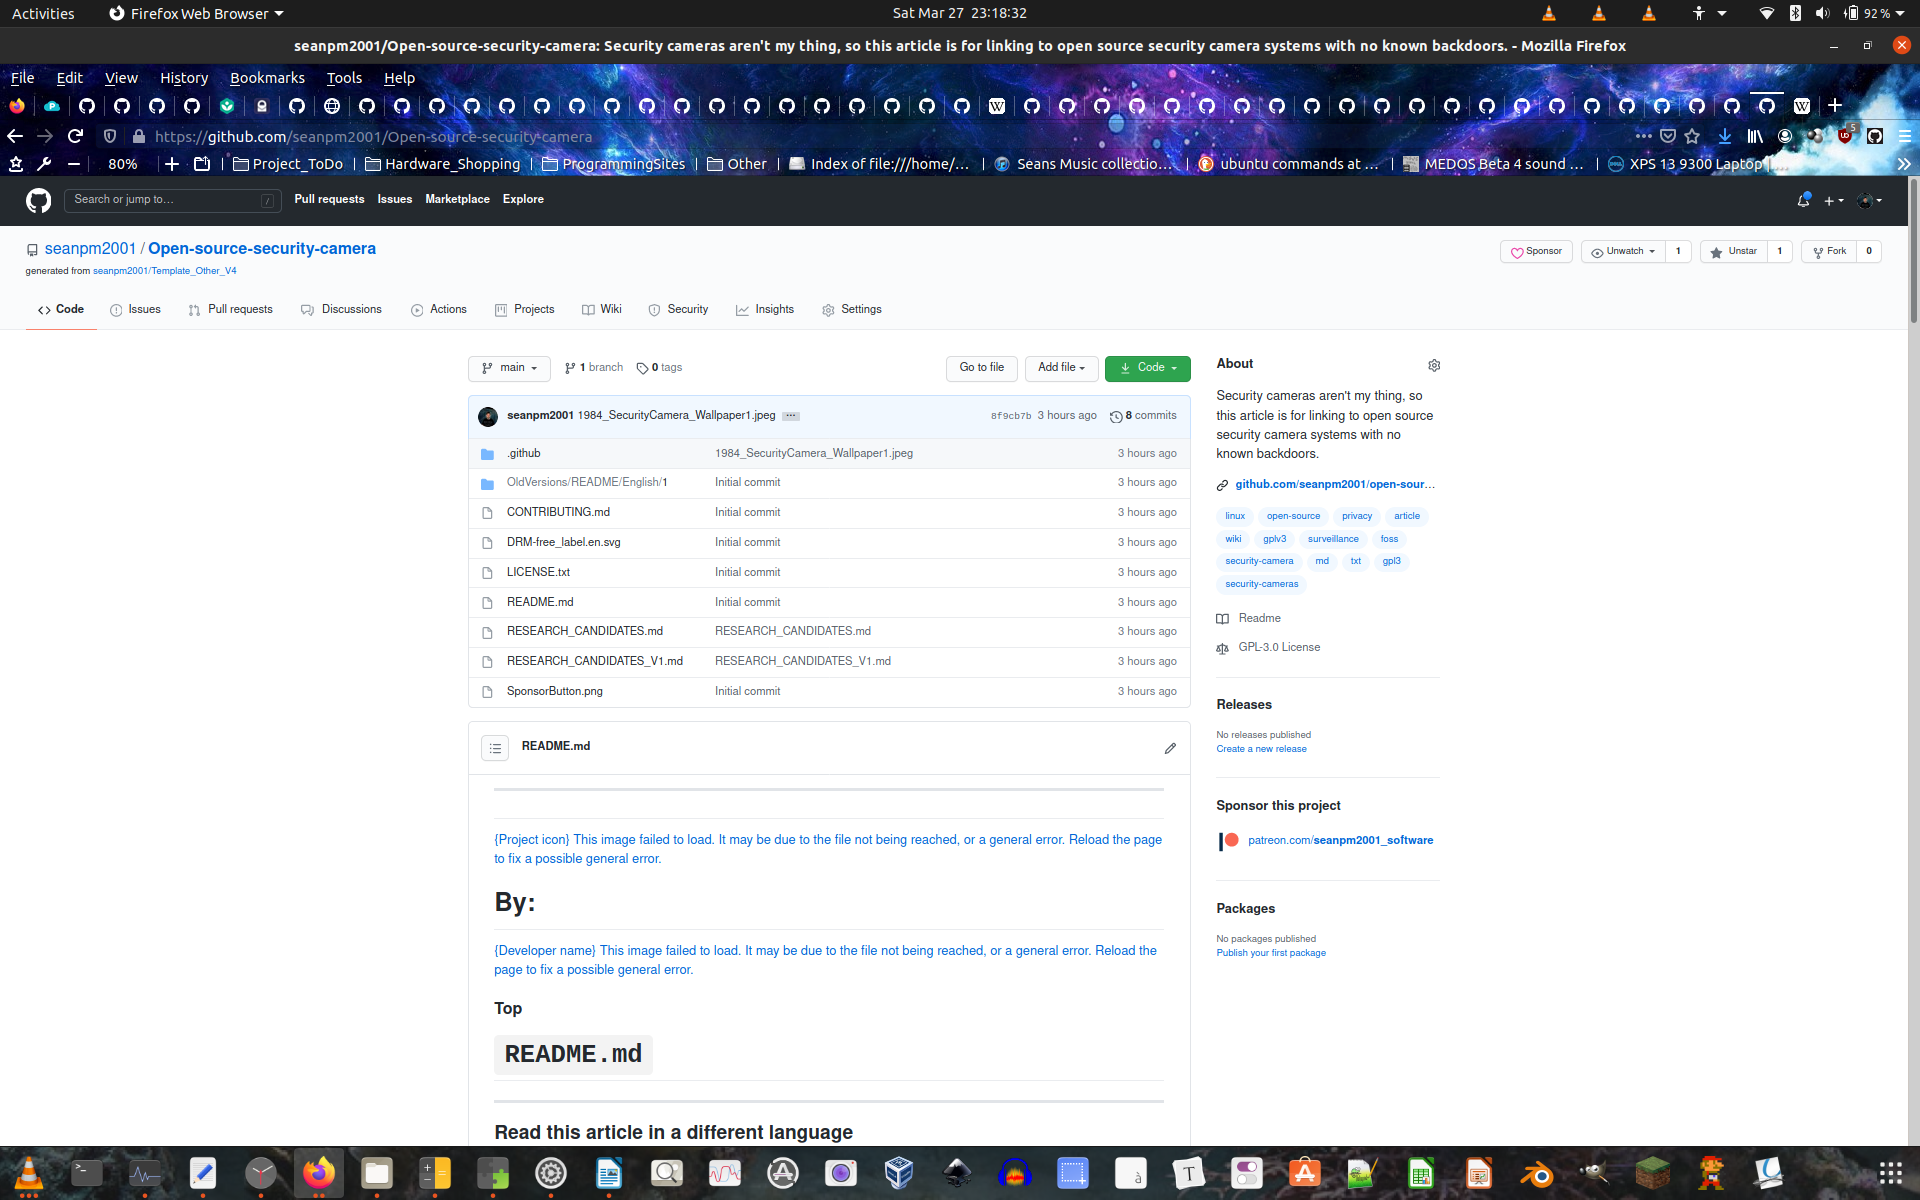 Activities Firefox Web Browser Sat Mar 27 23:18:32 92 %
seanpm2001/Open-source-security-camera: Security cameras aren't my thing, so this article is for linking to open source security camera systems with no known backdoors. - Mozilla Firefox
File Edit View History Bookmarks Tools Help
https://github.com/seanpm2001/Open-source-security-camera 5
80% Project_ToDo Hardware_Shopping ProgrammingSites Other Index of file:///home/… Seans Music collectio… ubuntu commands at … MEDOS Beta 4 sound … XPS 13 9300 Laptop
Search or jump to… / Pull requests Issues Marketplace Explore
seanpm2001 / Open-source-security-camera Sponsor Unwatch 1 Unstar 1 Fork 0
generated from seanpm2001/Template_Other_V4
Code Issues Pull requests Discussions Actions Projects Wiki Security Insights Settings
main 1 branch 0 tags Go to file Add file Code
seanpm2001 1984_SecurityCamera_Wallpaper1.jpeg ... 8f9cb7b 3 hours ago 8 commits
.github 1984_SecurityCamera_Wallpaper1.jpeg 3 hours ago
OldVersions/README/English/1 Initial commit 3 hours ago
CONTRIBUTING.md Initial commit 3 hours ago
DRM-free_label.en.svg Initial commit 3 hours ago
LICENSE.txt Initial commit 3 hours ago
README.md Initial commit 3 hours ago
RESEARCH_CANDIDATES.md RESEARCH_CANDIDATES.md 3 hours ago
RESEARCH_CANDIDATES_V1.md RESEARCH_CANDIDATES_V1.md 3 hours ago
SponsorButton.png Initial commit 3 hours ago
README.md
{Project icon} This image failed to load. It may be due to the file not being reached, or a general error. Reload the page
to fix a possible general error.
By:
{Developer name} This image failed to load. It may be due to the file not being reached, or a general error. Reload the
page to fix a possible general error.
Top
README.md
Read this article in a different language
About
Security cameras aren't my thing, so
this article is for linking to open source
security camera systems with no
known backdoors.
github.com/seanpm2001/open-sour…
linux open-source privacy article
wiki gplv3 surveillance foss
security-camera md txt gpl3
security-cameras
Readme
GPL-3.0 License
Releases
No releases published
Create a new release
Sponsor this project
patreon.com/seanpm2001_software
Packages
No packages published
Publish your first package